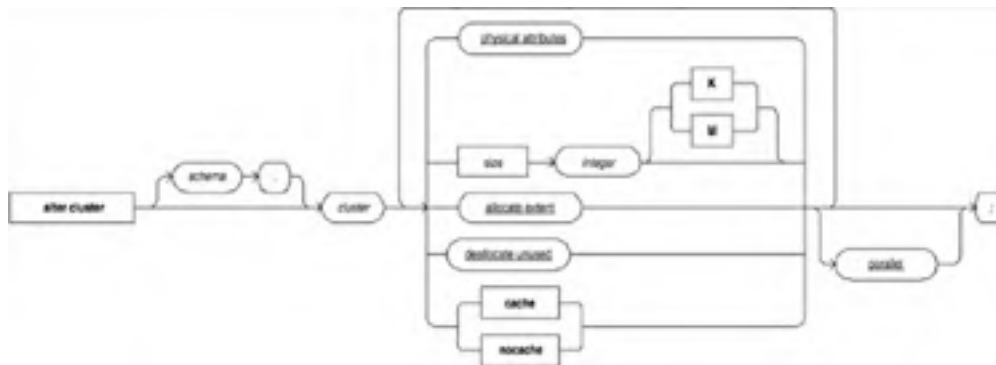 physical attributes
K
M
size
integer
schema
.
alter cluster
cluster
allocate extent
;
deallocate unused
parallel
cache
nocache